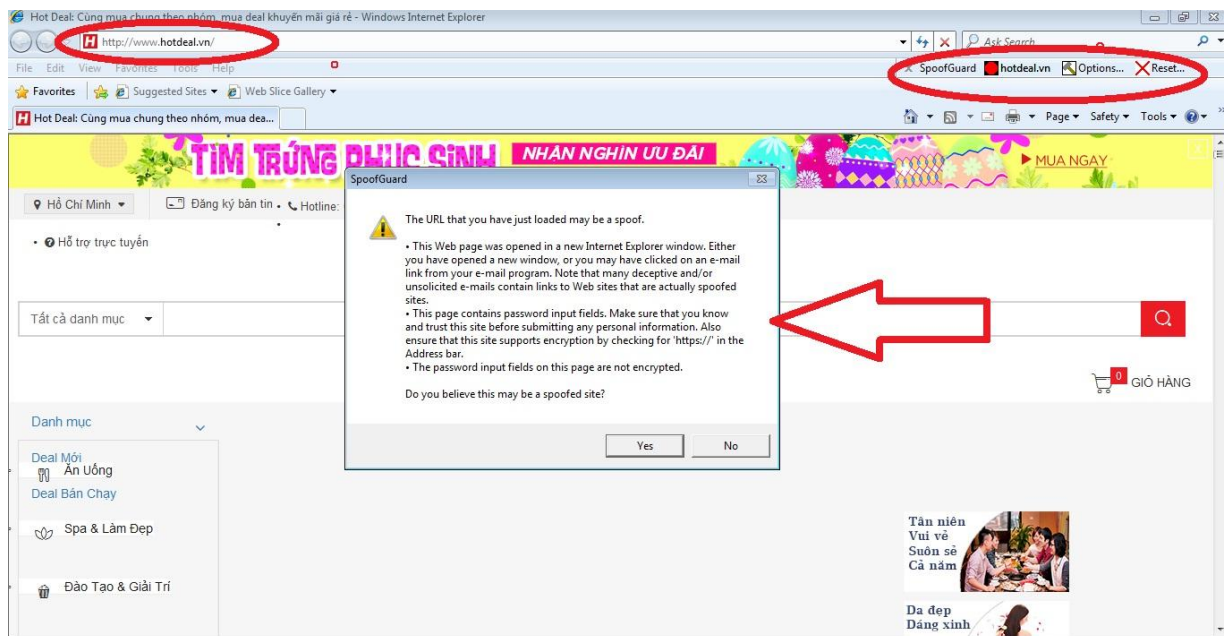 Hot Deal: Cùng mua chung theo nhóm, mua deal khuyến mãi giá rẻ - Windows Internet Explorer
http://www.hotdeal.vn/
Ask Search
File Edit View Favorites Tools Help
x SpoofGuard hotdeal.vn Options... Reset...
Favorites Suggested Sites Web Slice Gallery
Hot Deal: Cùng mua chung theo nhóm, mua dea...
Page Safety Tools
TÌM TRỨNG PHỤC SINH NHẬN NGHÌN ƯU ĐÃI MUA NGAY
Hồ Chí Minh Đăng ký bản tin • Hotline:
• Hỗ trợ trực tuyến
SpoofGuard
The URL that you have just loaded may be a spoof.
• This Web page was opened in a new Internet Explorer window. Either
you have opened a new window, or you may have clicked on an e-mail
link from your e-mail program. Note that many deceptive and/or
unsolicited e-mails contain links to Web sites that are actually spoofed
sites.
• This page contains password input fields. Make sure that you know
and trust this site before submitting any personal information. Also
ensure that this site supports encryption by checking for 'https://' in the
Address bar.
• The password input fields on this page are not encrypted.
Do you believe this may be a spoofed site?
Yes No
Tất cả danh mục
0 GIỎ HÀNG
Danh mục
Deal Mới
Ăn Uống
Deal Bán Chạy
Spa & Làm Đẹp
Đào Tạo & Giải Trí
Tân niên
Vui vẻ
Suôn sẻ
Cả năm
Da đẹp
Dáng xinh